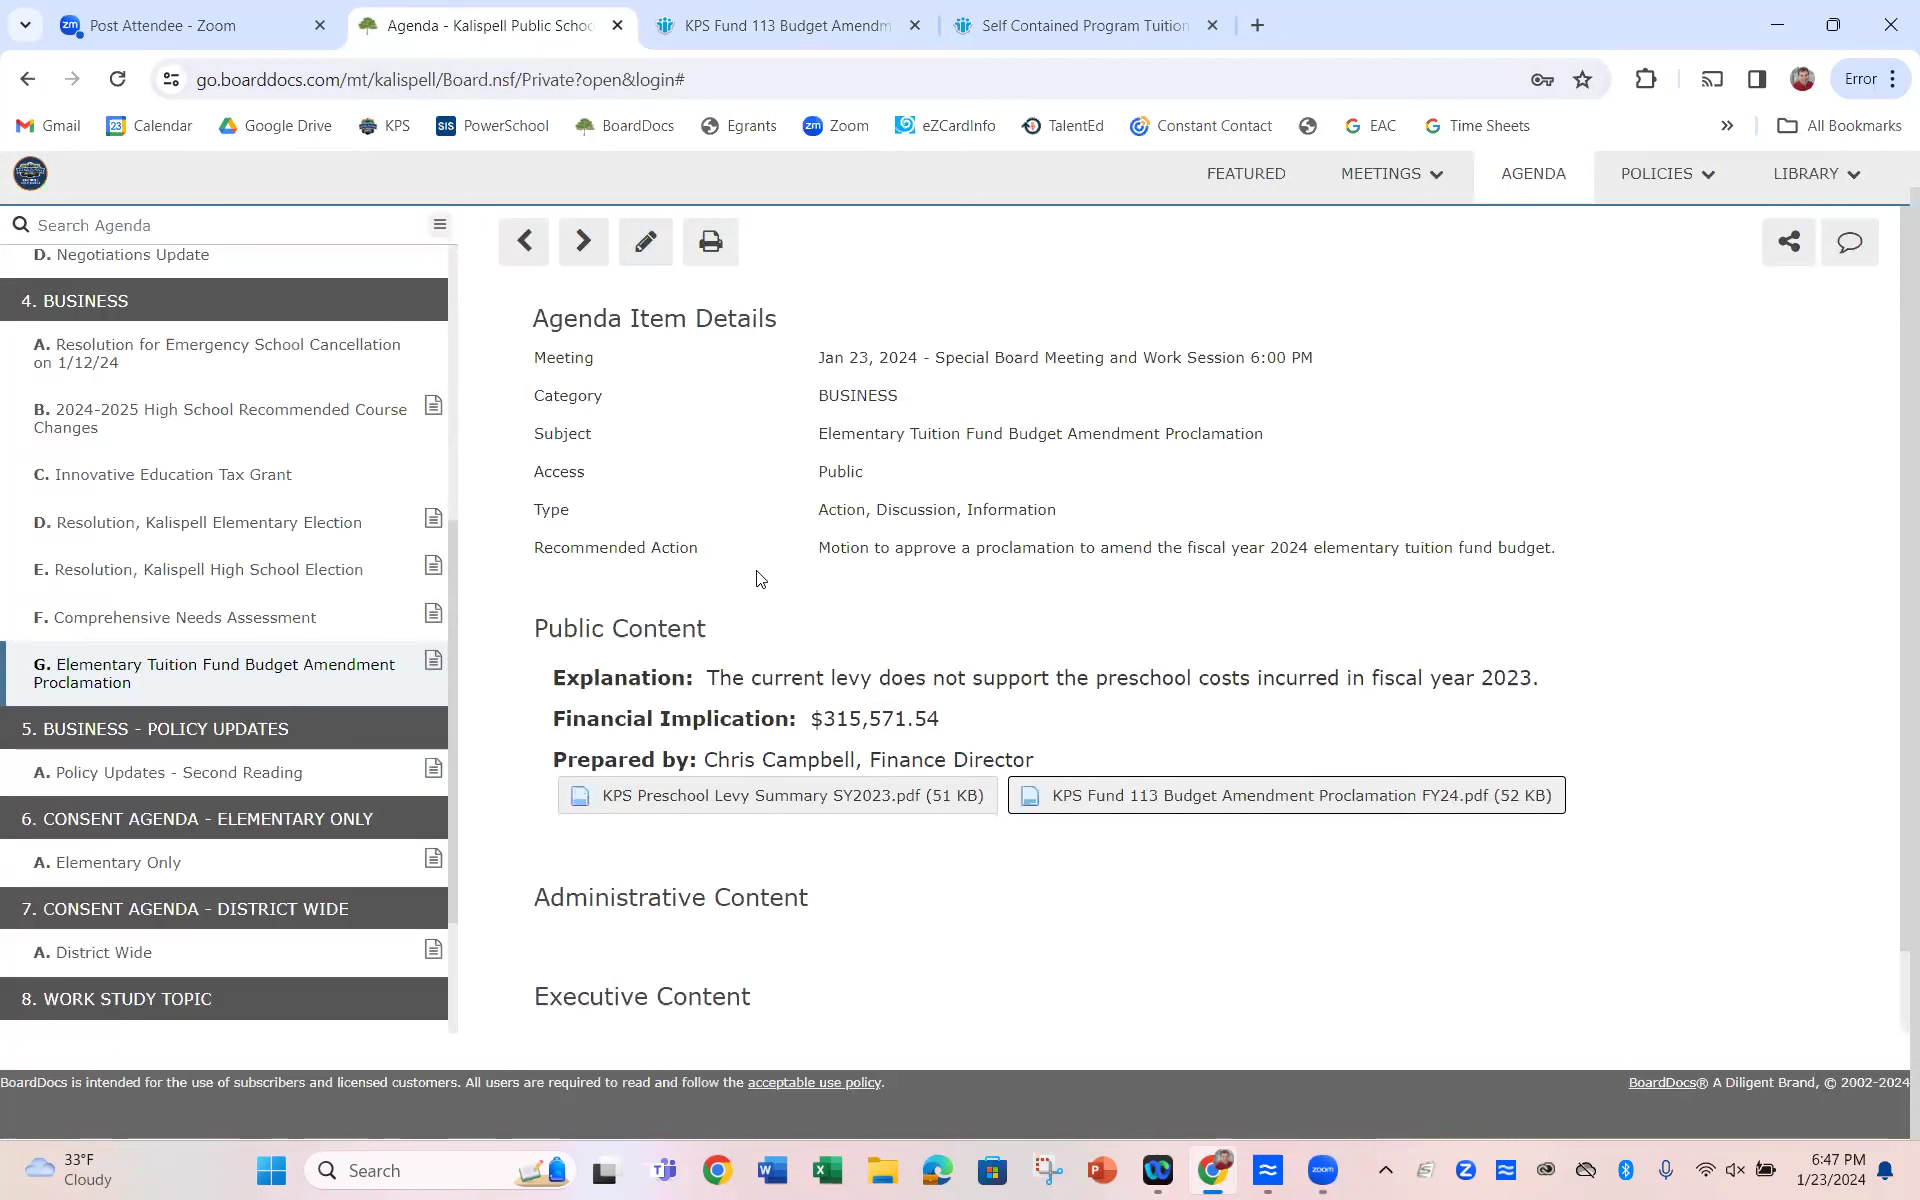 Post Attendee - Zoom
Agenda - Kalispell Public Schoo
KPS Fund 113 Budget Amendm
Self Contained Program Tuition
go.boarddocs.com/mt/kalispell/Board.nsf/Private?open&login#
Error
Gmail
Calendar
Google Drive
KPS
PowerSchool
BoardDocs
Egrants
Zoom
eZCardInfo
TalentEd
Constant Contact
EAC
Time Sheets
All Bookmarks
FEATURED
MEETINGS
AGENDA
POLICIES
LIBRARY
Search Agenda
D. Negotiations Update
4. BUSINESS
A. Resolution for Emergency School Cancellation
on 1/12/24
B. 2024-2025 High School Recommended Course
Changes
C. Innovative Education Tax Grant
D. Resolution, Kalispell Elementary Election
E. Resolution, Kalispell High School Election
F. Comprehensive Needs Assessment
G. Elementary Tuition Fund Budget Amendment
Proclamation
5. BUSINESS - POLICY UPDATES
A. Policy Updates - Second Reading
6. CONSENT AGENDA - ELEMENTARY ONLY
A. Elementary Only
7. CONSENT AGENDA - DISTRICT WIDE
A. District Wide
8. WORK STUDY TOPIC
Agenda Item Details
Meeting Jan 23, 2024 - Special Board Meeting and Work Session 6:00 PM
Category BUSINESS
Subject Elementary Tuition Fund Budget Amendment Proclamation
Access Public
Type Action, Discussion, Information
Recommended Action Motion to approve a proclamation to amend the fiscal year 2024 elementary tuition fund budget.
Public Content
Explanation: The current levy does not support the preschool costs incurred in fiscal year 2023.
Financial Implication: $315,571.54
Prepared by: Chris Campbell, Finance Director
KPS Preschool Levy Summary SY2023.pdf (51 KB)
KPS Fund 113 Budget Amendment Proclamation FY24.pdf (52 KB)
Administrative Content
Executive Content
BoardDocs is intended for the use of subscribers and licensed customers. All users are required to read and follow the acceptable use policy.
BoardDocs® A Diligent Brand, © 2002-2024
33°F
Cloudy
Search
6:47 PM
1/23/2024